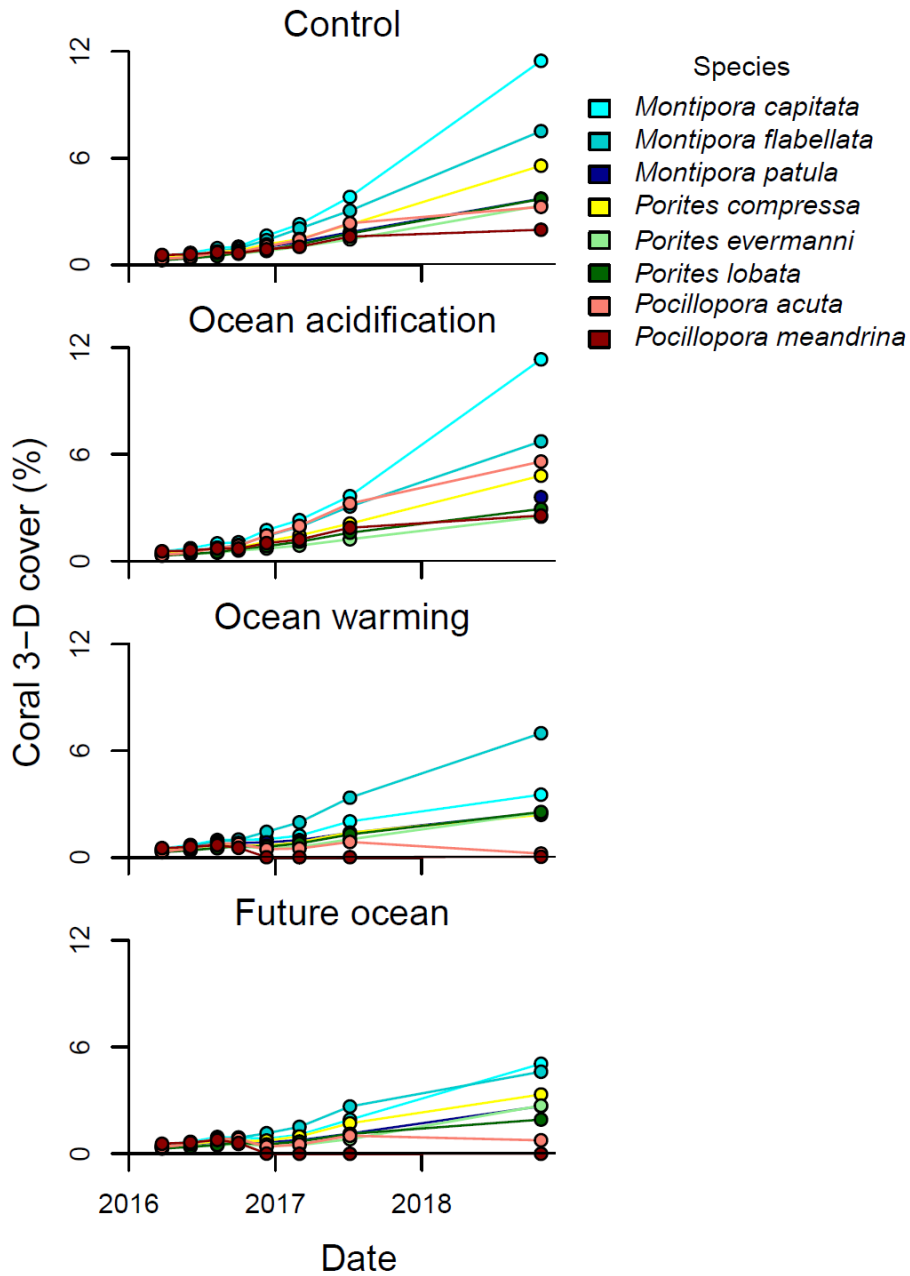 Control
12
6
0
Species
Montipora capitata
Montipora flabellata
Montipora patula
Porites compressa
Porites evermanni
Porites lobata
Pocillopora acuta
Pocillopora meandrina
Ocean acidification
12
6
0
Coral 3−D cover (%)
Ocean warming
12
6
0
Future ocean
12
6
0
2016 2017 2018
Date